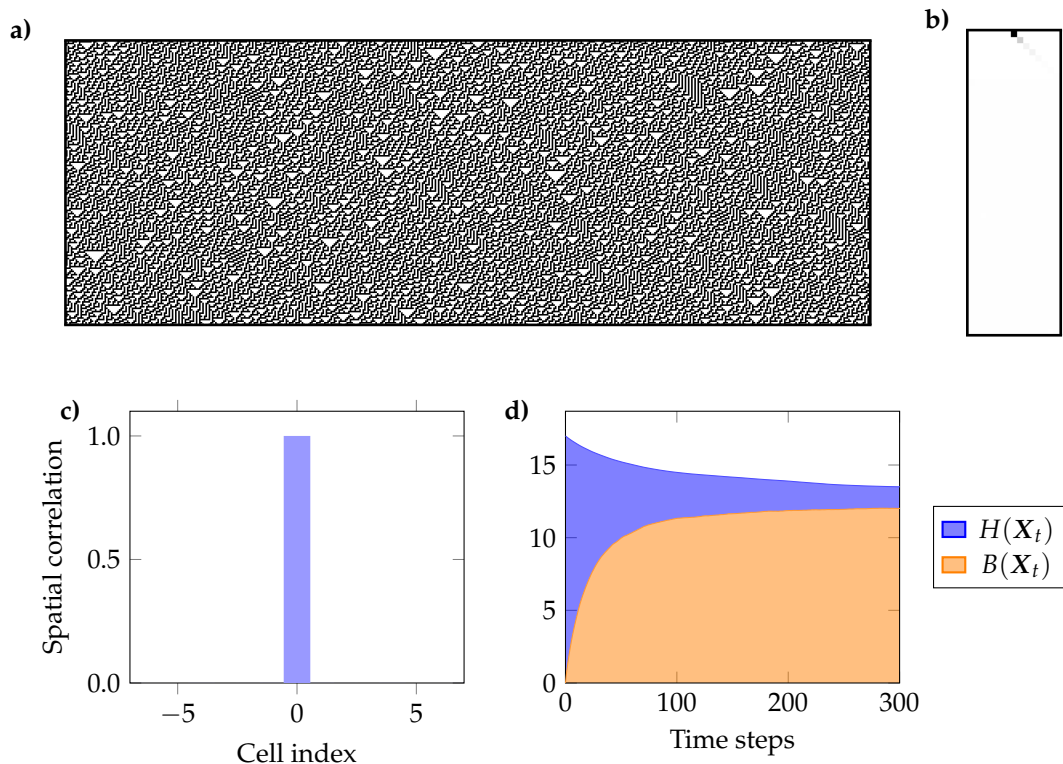 a)
b)
c)
1.0
0.5
0.0
Spatial correlation
−5
0
5
Cell index
d)
15
10
5
0
0
100
200
300
Time steps
H(X_t)
B(X_t)